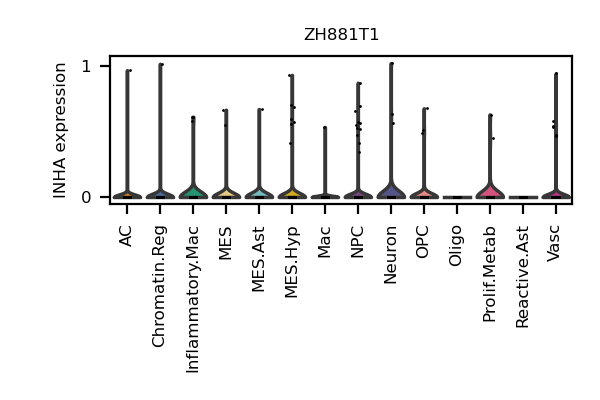 ZH881T1
INHA expression
1
0
AC
Chromatin.Reg
Inflammatory.Mac
MES
MES.Ast
MES.Hyp
Mac
NPC
Neuron
OPC
Oligo
Prolif.Metab
Reactive.Ast
Vasc